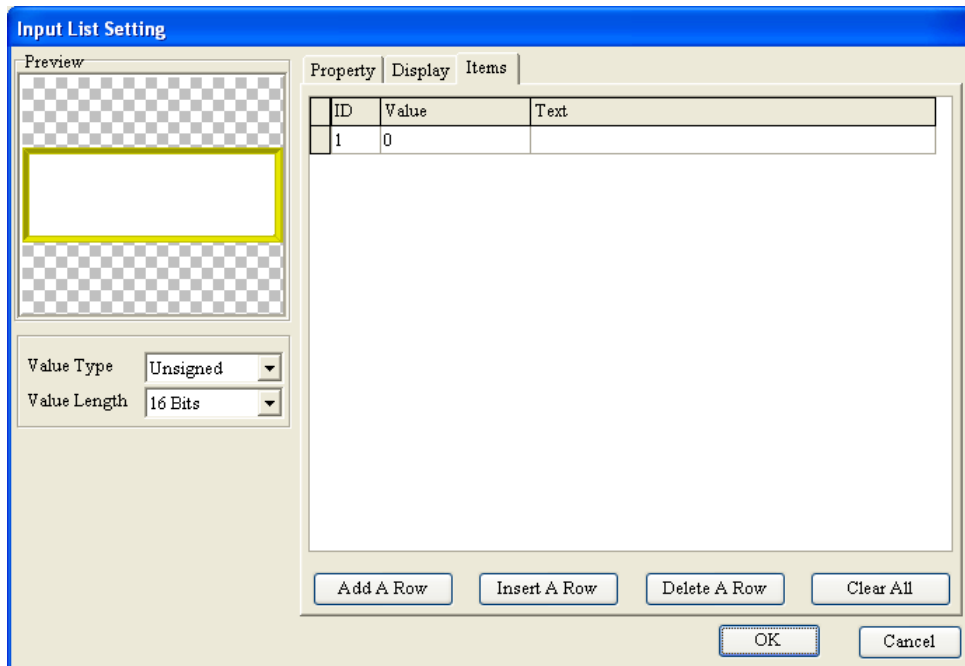 Input List Setting
Preview
Property Display Items
ID Value Text
1 0
Value Type Unsigned
Value Length 16 Bits
Add A Row Insert A Row Delete A Row Clear All
OK Cancel